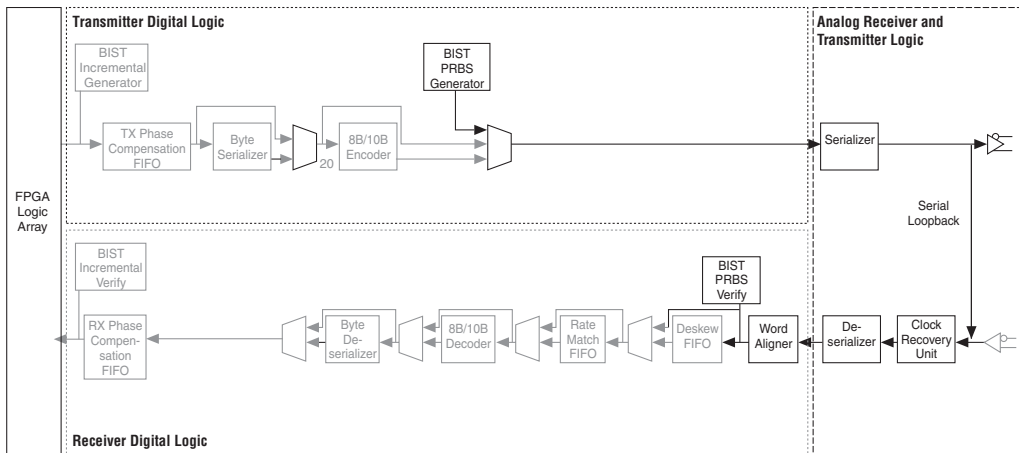 Transmitter Digital Logic
Analog Receiver and
Transmitter Logic
BIST
Incremental
Generator
BIST
PRBS
Generator
TX Phase
Compensation
FIFO
Byte
Serializer
20
8B/10B
Encoder
Serializer
FPGA
Logic
Array
Serial
Loopback
BIST
Incremental
Verify
BIST
PRBS
Verify
RX Phase
Compen-
sation
FIFO
Byte
De-
serializer
8B/10B
Decoder
Rate
Match
FIFO
Deskew
FIFO
Word
Aligner
De-
serializer
Clock
Recovery
Unit
Receiver Digital Logic